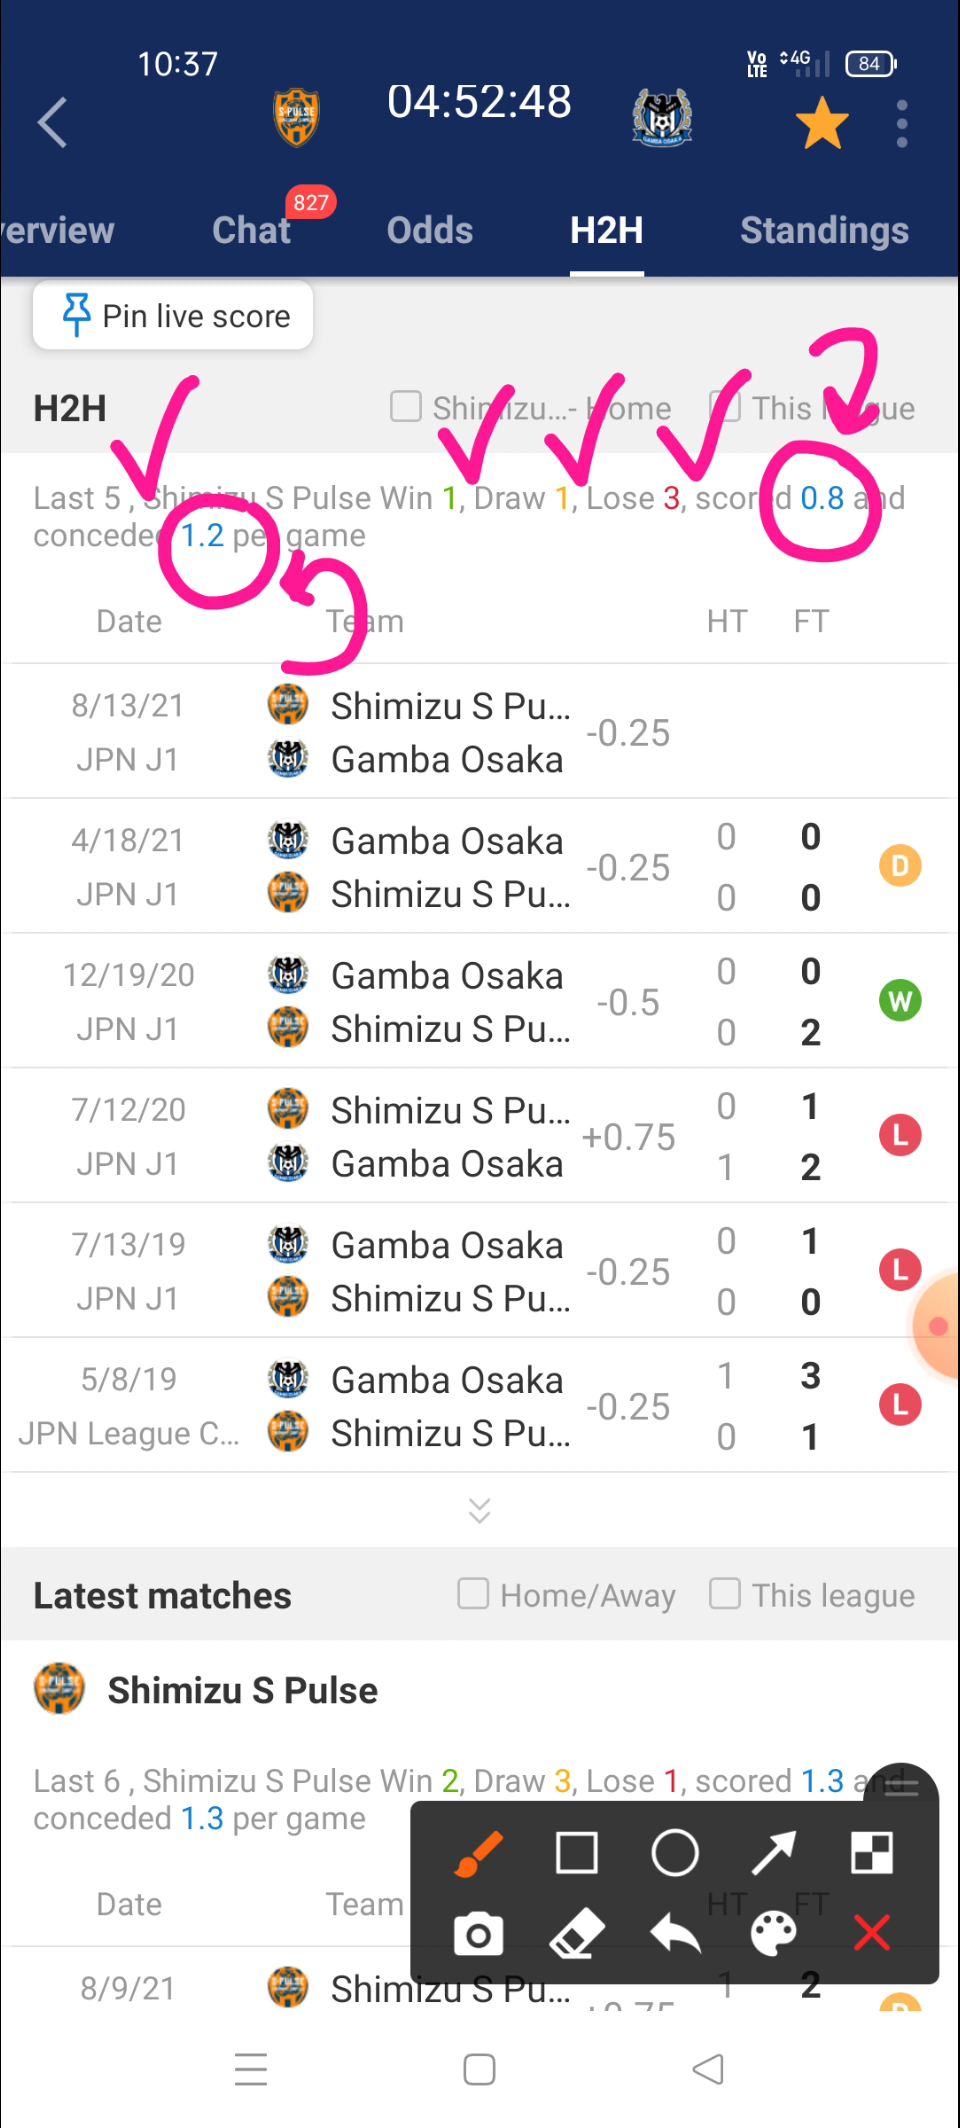 10:37
Vo LTE 4G 84
04:52:48
verview Chat 827 Odds H2H Standings
Pin live score
H2H Shimizu...- Home This league
Last 5 , Shimizu S Pulse Win 1, Draw 1, Lose 3, scored 0.8 and
conceded 1.2 per game
Date Team HT FT
8/13/21 Shimizu S Pu...
-0.25
JPN J1 Gamba Osaka
4/18/21 Gamba Osaka 0 0
-0.25 D
JPN J1 Shimizu S Pu... 0 0
12/19/20 Gamba Osaka 0 0
-0.5 W
JPN J1 Shimizu S Pu... 0 2
7/12/20 Shimizu S Pu... 0 1
+0.75 L
JPN J1 Gamba Osaka 1 2
7/13/19 Gamba Osaka 0 1
-0.25 L
JPN J1 Shimizu S Pu... 0 0
5/8/19 Gamba Osaka 1 3
-0.25 L
JPN League C... Shimizu S Pu... 0 1
Latest matches Home/Away This league
Shimizu S Pulse
Last 6 , Shimizu S Pulse Win 2, Draw 3, Lose 1, scored 1.3 and
conceded 1.3 per game
Date Team HT FT
8/9/21 Shimizu S Pu... 1 2